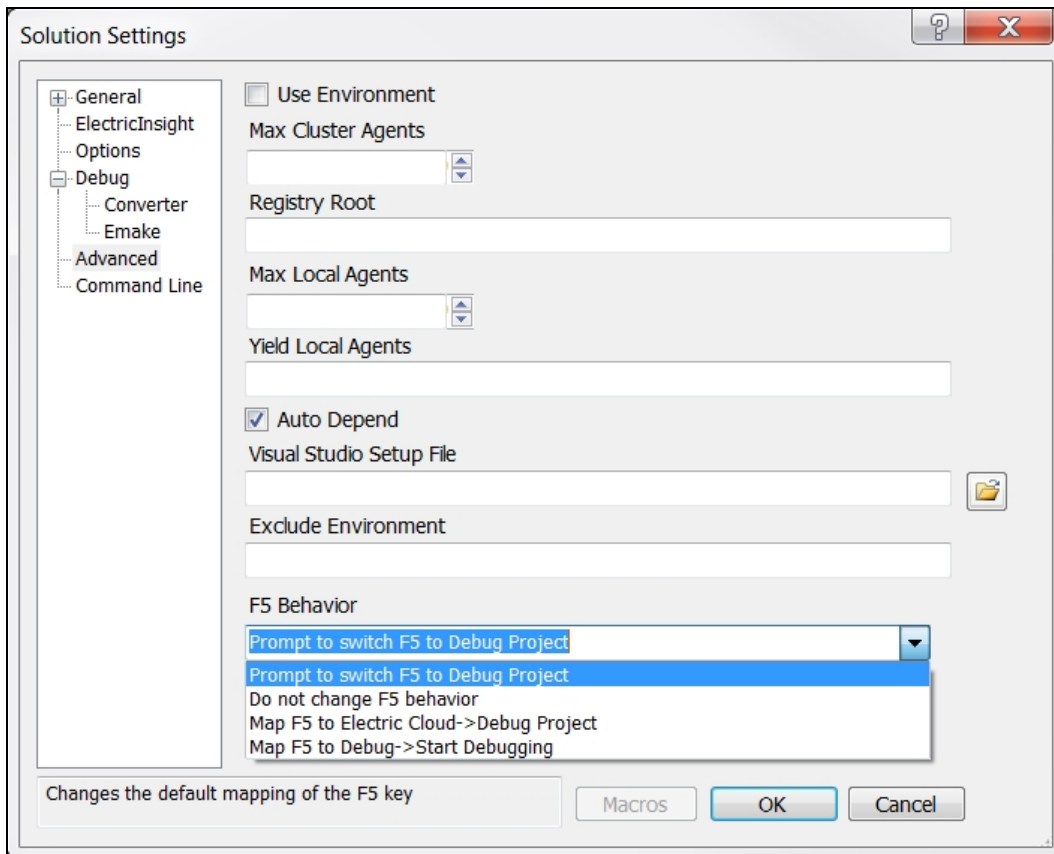 Solution Settings
General
ElectricInsight
Options
Debug
Converter
Emake
Advanced
Command Line
Use Environment
Max Cluster Agents
Registry Root
Max Local Agents
Yield Local Agents
Auto Depend
Visual Studio Setup File
Exclude Environment
F5 Behavior
Prompt to switch F5 to Debug Project
Prompt to switch F5 to Debug Project
Do not change F5 behavior
Map F5 to Electric Cloud->Debug Project
Map F5 to Debug->Start Debugging
Changes the default mapping of the F5 key
Macros
OK
Cancel